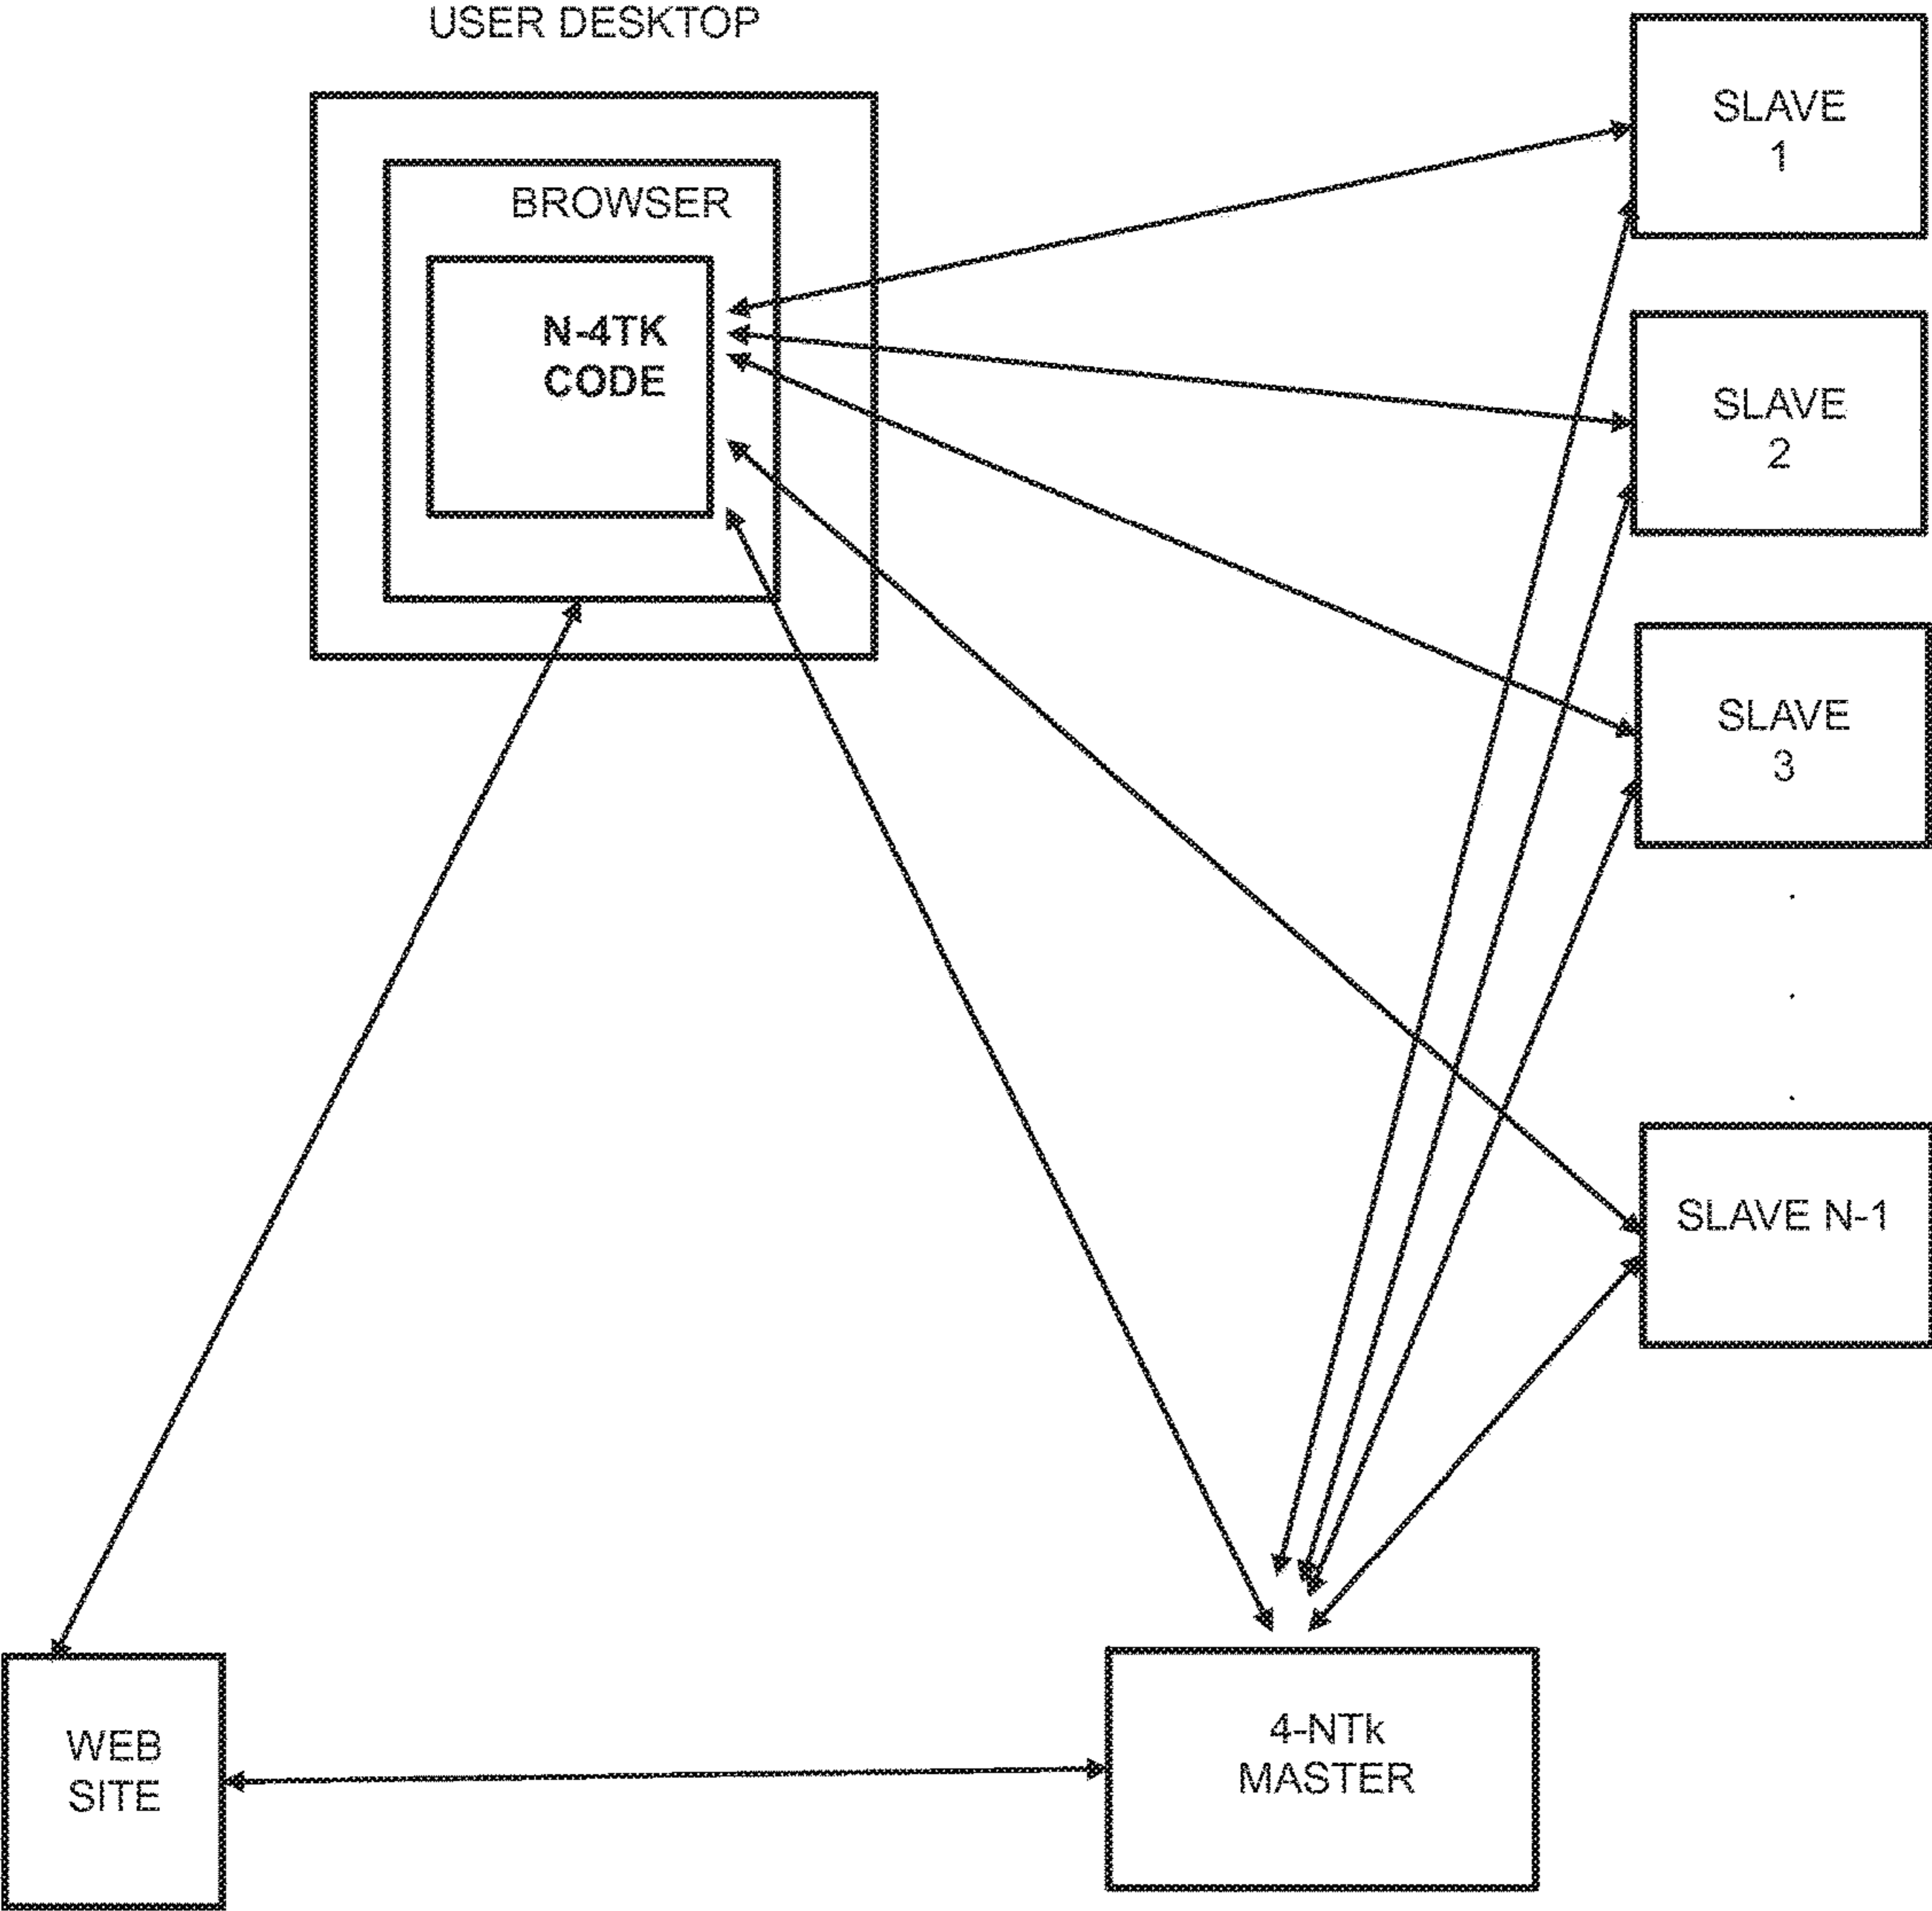 USER DESKTOP
BROWSER
N-4TK
CODE
SLAVE
1
SLAVE
2
SLAVE
3
SLAVE N-1
WEB
SITE
4-NTk
MASTER